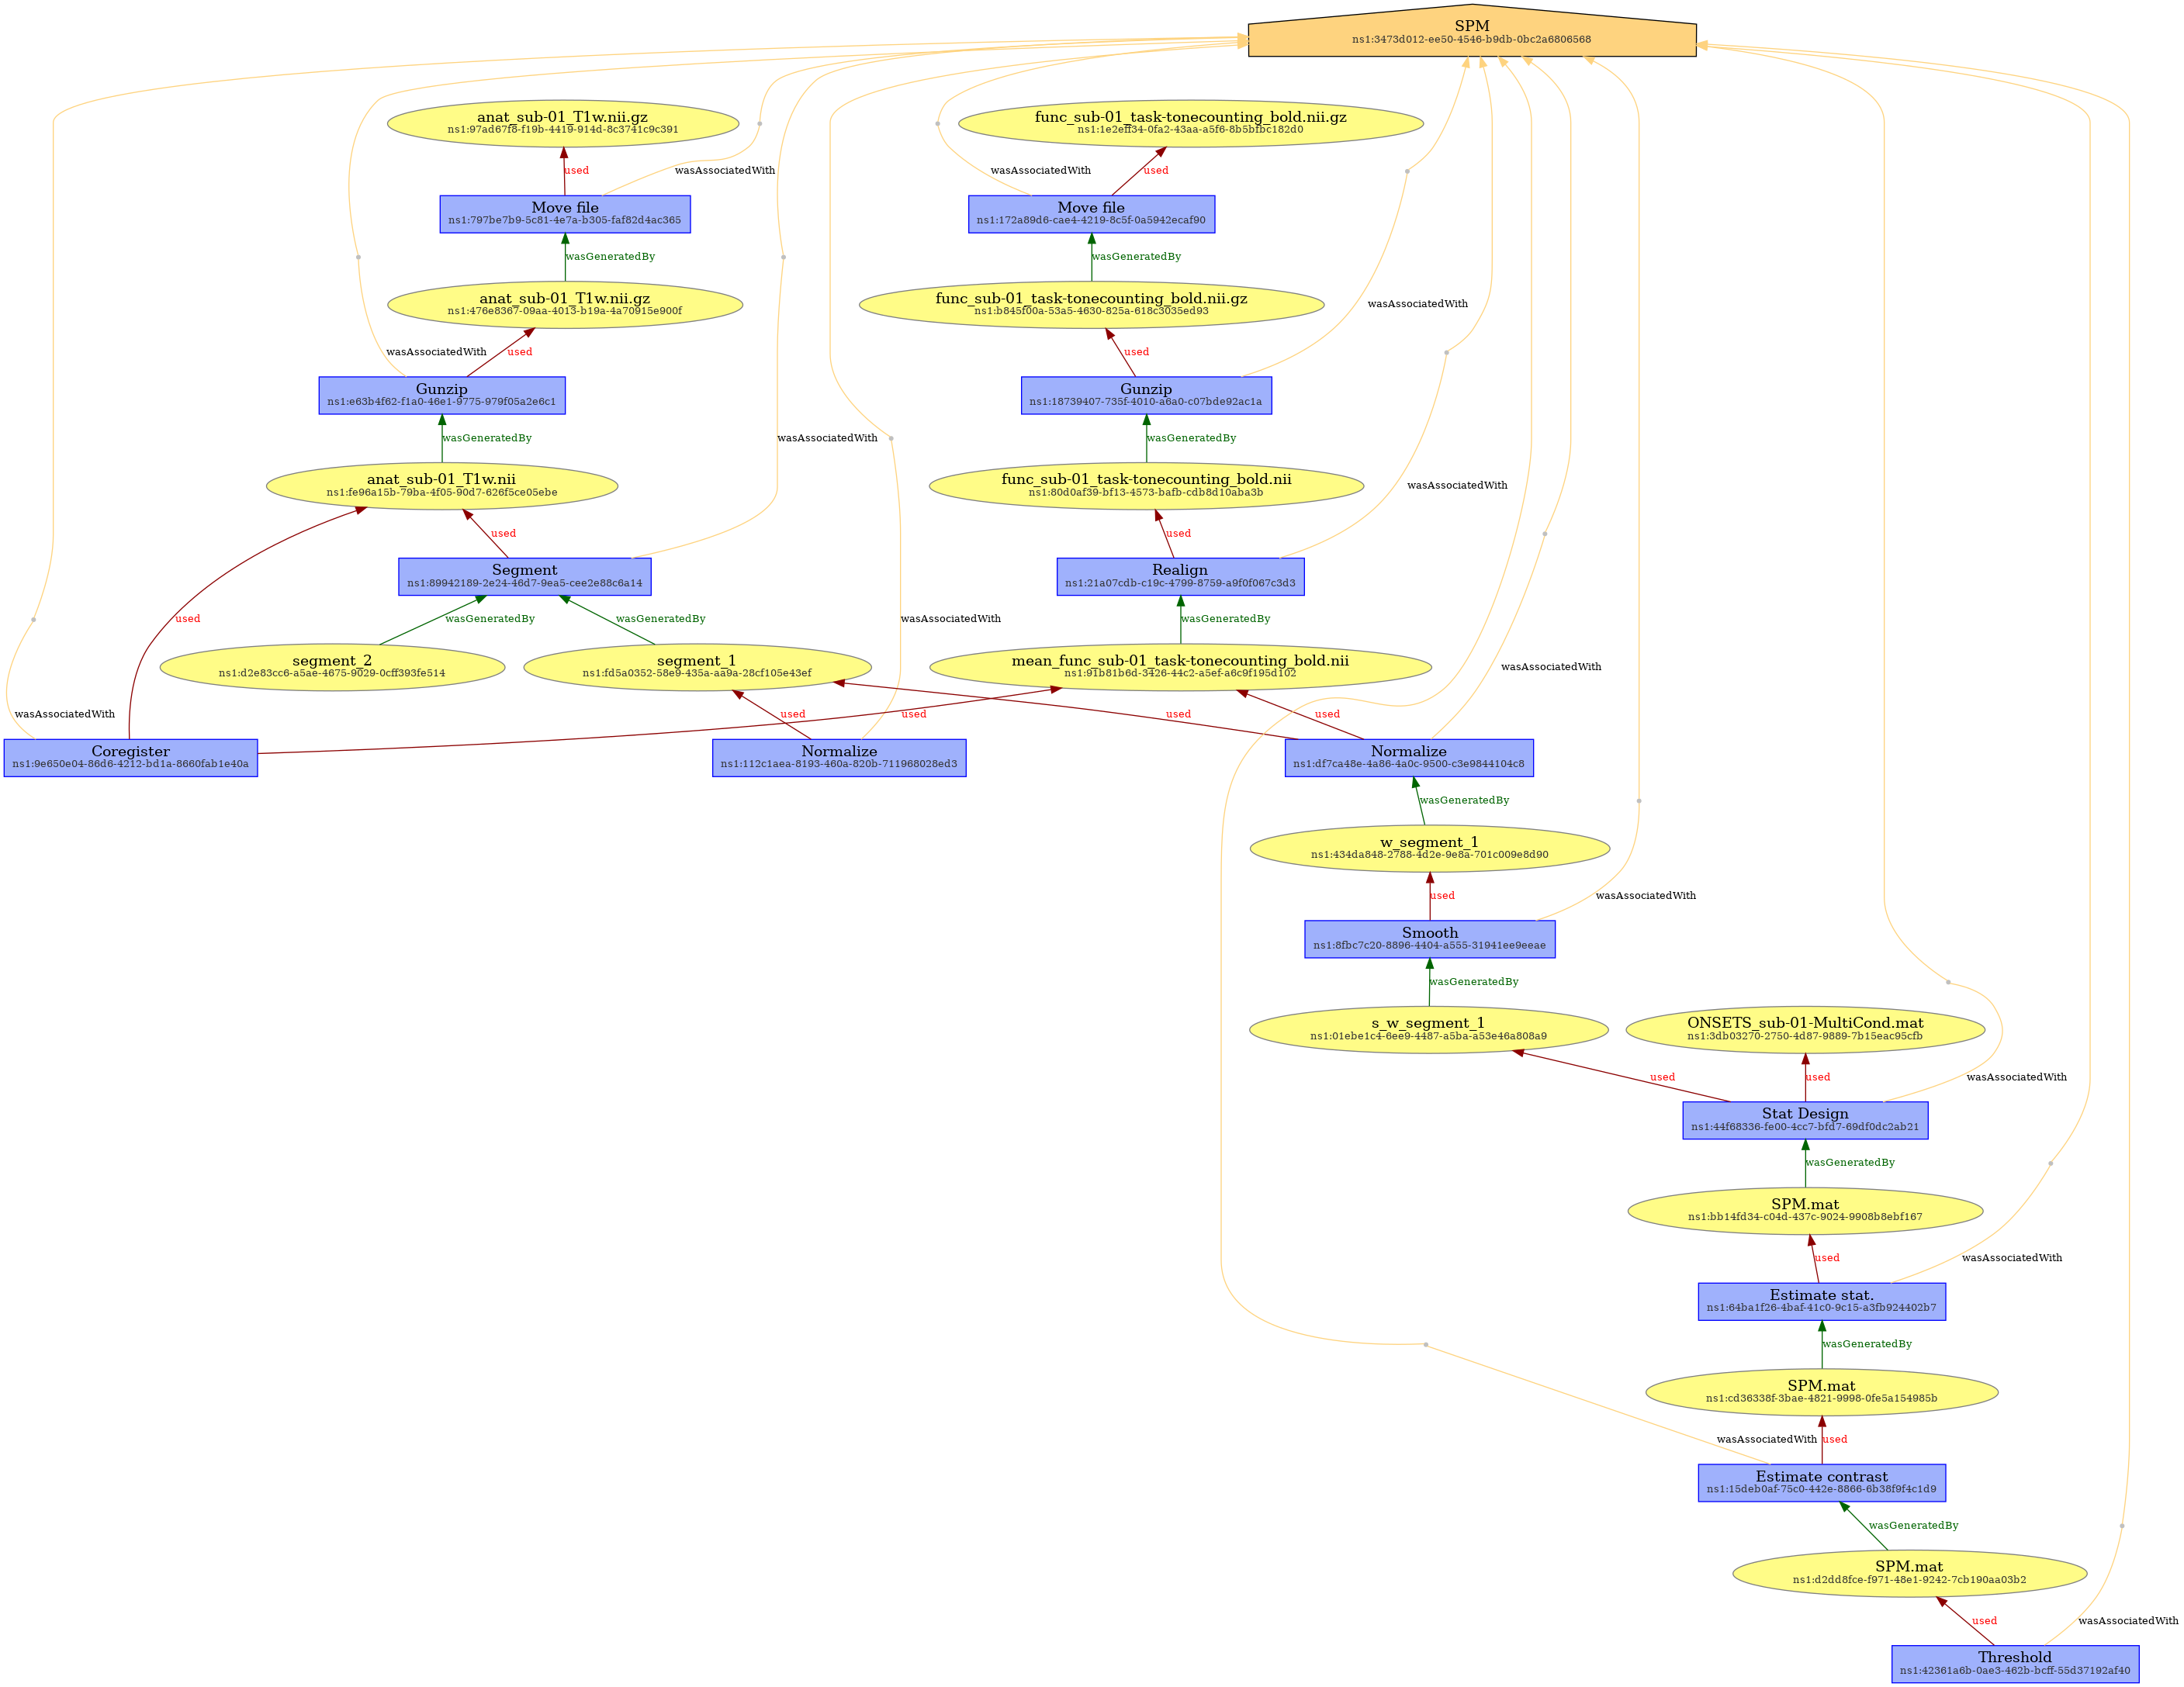 SPM
ns1:3473d012-ee50-4546-b9db-0bc2a6806568
anat_sub-01_T1w.nii.gz
ns1:97ad67f8-f19b-4419-914d-8c3741c9c391
func_sub-01_task-tonecounting_bold.nii.gz
ns1:1e2eff34-0fa2-43aa-a5f6-8b5bfbc182d0
used
wasAssociatedWith
wasAssociatedWith
used
Move file
ns1:797be7b9-5c81-4e7a-b305-faf82d4ac365
Move file
ns1:172a89d6-cae4-4219-8c5f-0a5942ecaf90
wasGeneratedBy
wasGeneratedBy
anat_sub-01_T1w.nii.gz
ns1:476e8367-09aa-4013-b19a-4a70915e900f
func_sub-01_task-tonecounting_bold.nii.gz
ns1:b845f00a-53a5-4630-825a-618c3035ed93
wasAssociatedWith
wasAssociatedWith
used
used
Gunzip
ns1:e63b4f62-f1a0-46e1-9775-979f05a2e6c1
Gunzip
ns1:18739407-735f-4010-a6a0-c07bde92ac1a
wasGeneratedBy
wasAssociatedWith
wasGeneratedBy
anat_sub-01_T1w.nii
ns1:fe96a15b-79ba-4f05-90d7-626f5ce05ebe
func_sub-01_task-tonecounting_bold.nii
ns1:80d0af39-bf13-4573-bafb-cdb8d10aba3b
wasAssociatedWith
used
used
Segment
ns1:89942189-2e24-46d7-9ea5-cee2e88c6a14
Realign
ns1:21a07cdb-c19c-4799-8759-a9f0f067c3d3
used
wasGeneratedBy
wasGeneratedBy
wasAssociatedWith
wasGeneratedBy
segment_2
ns1:d2e83cc6-a5ae-4675-9029-0cff393fe514
segment_1
ns1:fd5a0352-58e9-435a-aa9a-28cf105e43ef
mean_func_sub-01_task-tonecounting_bold.nii
ns1:91b81b6d-3426-44c2-a5ef-a6c9f195d102
wasAssociatedWith
wasAssociatedWith
used
used
used
used
Coregister
ns1:9e650e04-86d6-4212-bd1a-8660fab1e40a
Normalize
ns1:112c1aea-8193-460a-820b-711968028ed3
Normalize
ns1:df7ca48e-4a86-4a0c-9500-c3e9844104c8
wasGeneratedBy
w_segment_1
ns1:434da848-2788-4d2e-9e8a-701c009e8d90
used
wasAssociatedWith
Smooth
ns1:8fbc7c20-8896-4404-a555-31941ee9eeae
wasGeneratedBy
s_w_segment_1
ns1:01ebe1c4-6ee9-4487-a5ba-a53e46a808a9
ONSETS_sub-01-MultiCond.mat
ns1:3db03270-2750-4d87-9889-7b15eac95cfb
used
used
wasAssociatedWith
Stat Design
ns1:44f68336-fe00-4cc7-bfd7-69df0dc2ab21
wasGeneratedBy
SPM.mat
ns1:bb14fd34-c04d-437c-9024-9908b8ebf167
used
wasAssociatedWith
Estimate stat.
ns1:64ba1f26-4baf-41c0-9c15-a3fb924402b7
wasGeneratedBy
SPM.mat
ns1:cd36338f-3bae-4821-9998-0fe5a154985b
wasAssociatedWith
used
Estimate contrast
ns1:15deb0af-75c0-442e-8866-6b38f9f4c1d9
wasGeneratedBy
SPM.mat
ns1:d2dd8fce-f971-48e1-9242-7cb190aa03b2
used
wasAssociatedWith
Threshold
ns1:42361a6b-0ae3-462b-bcff-55d37192af40